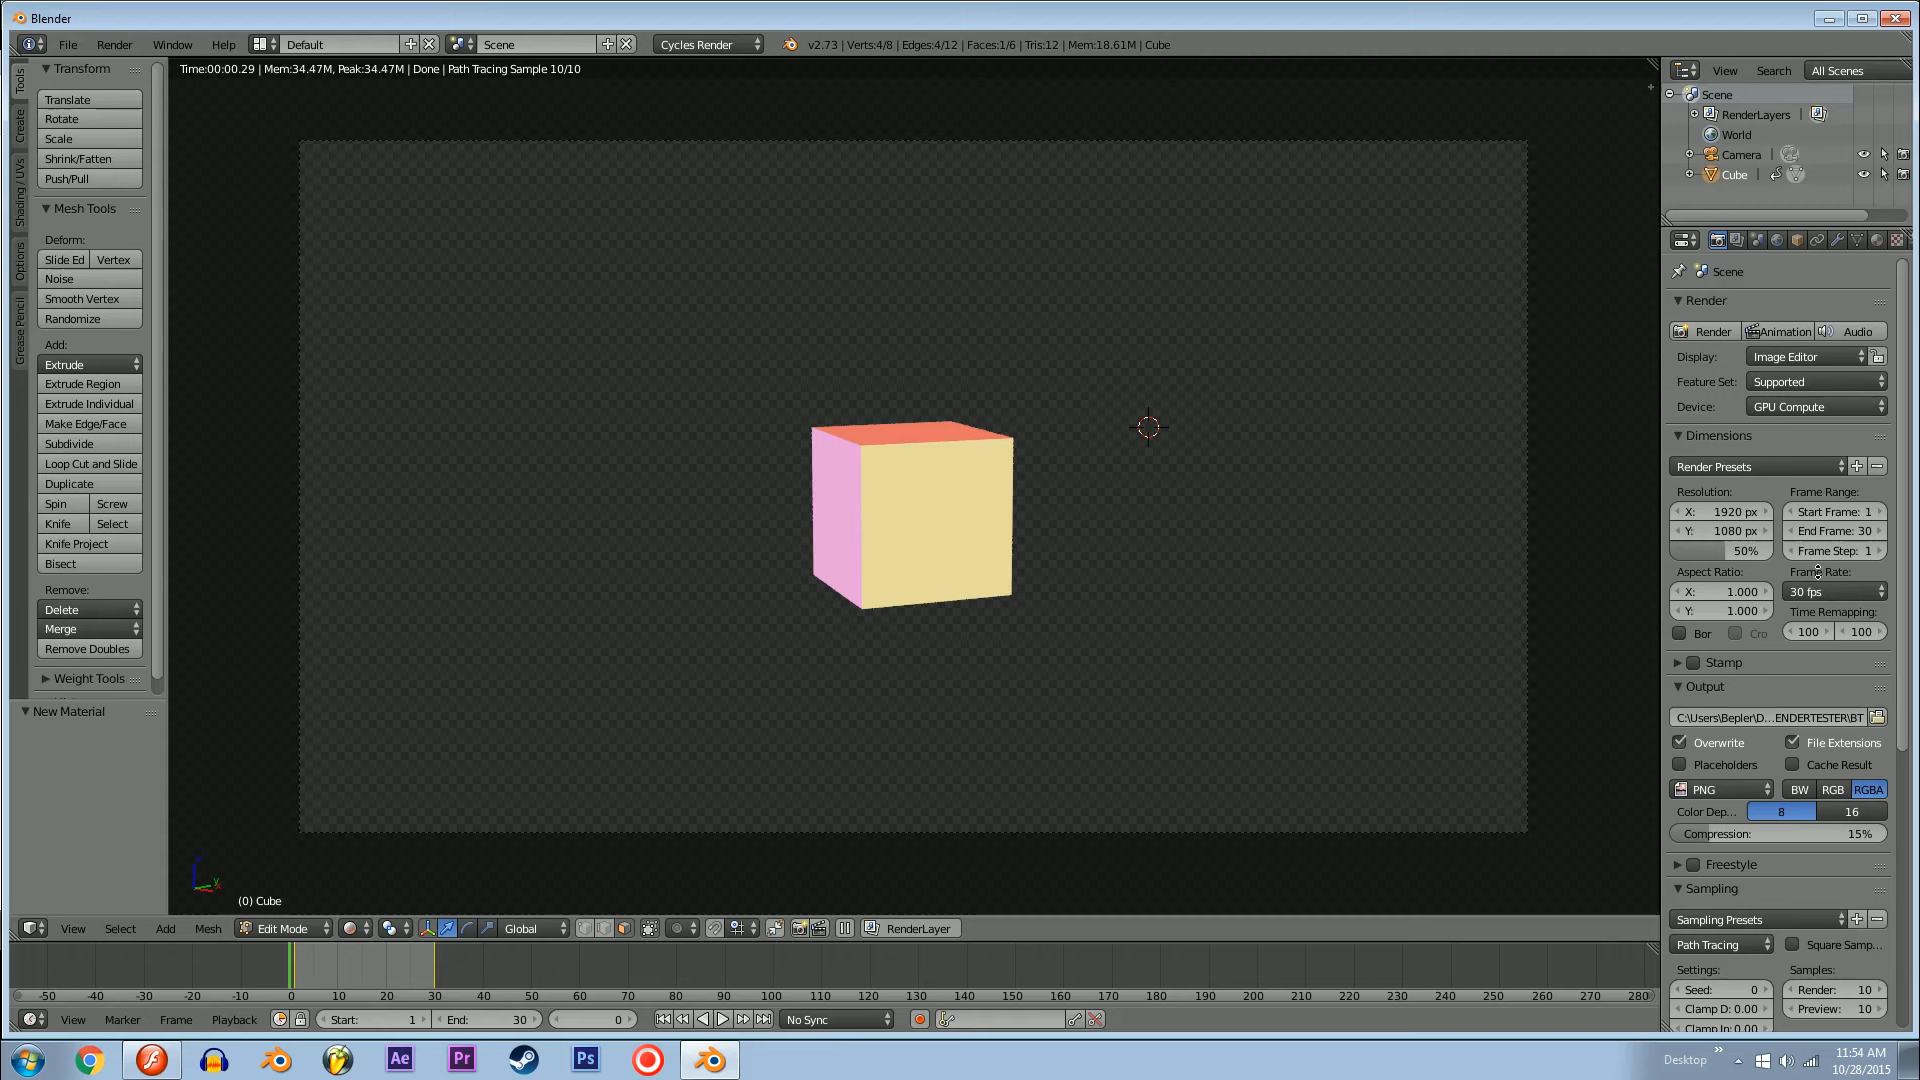 Blender
File Render Window Help Default Scene Cycles Render v2.73 | Verts:4/8 | Edges:4/12 | Faces:1/6 | Tris:12 | Mem:18.61M | Cube
Time:00:00.29 | Mem:34.47M, Peak:34.47M | Done | Path Tracing Sample 10/10
Tools
Create
Shading / UVs
Options
Grease Pencil
Transform
Translate
Rotate
Scale
Shrink/Fatten
Push/Pull
Mesh Tools
Deform:
Slide Ed Vertex
Noise
Smooth Vertex
Randomize
Add:
Extrude
Extrude Region
Extrude Individual
Make Edge/Face
Subdivide
Loop Cut and Slide
Duplicate
Spin Screw
Knife Select
Knife Project
Bisect
Remove:
Delete
Merge
Remove Doubles
Weight Tools
New Material
(0) Cube
View Search All Scenes
Scene
RenderLayers
World
Camera
Cube
Scene
Render
Render Animation Audio
Display: Image Editor
Feature Set: Supported
Device: GPU Compute
Dimensions
Render Presets
Resolution: Frame Range:
X: 1920 px Start Frame: 1
Y: 1080 px End Frame: 30
50% Frame Step: 1
Aspect Ratio: Frame Rate:
X: 1.000 30 fps
Y: 1.000 Time Remapping:
Bor Cro 100 100
Stamp
Output
C:\Users\Bepler\D...ENDERTESTER\BT
Overwrite File Extensions
Placeholders Cache Result
PNG BW RGB RGBA
Color Dep... 8 16
Compression: 15%
Freestyle
Sampling
Sampling Presets
Path Tracing Square Samp...
Settings: Samples:
Seed: 0 Render: 10
Clamp D: 0.00 Preview: 10
Clamp In: 0.00
View Select Add Mesh Edit Mode Global RenderLayer
-50 -40 -30 -20 -10 0 10 20 30 40 50 60 70 80 90 100 110 120 130 140 150 160 170 180 190 200 210 220 230 240 250 260 270 280
View Marker Frame Playback Start: 1 End: 30 0 No Sync
Ae Pr Ps
Desktop
11:54 AM
10/28/2015